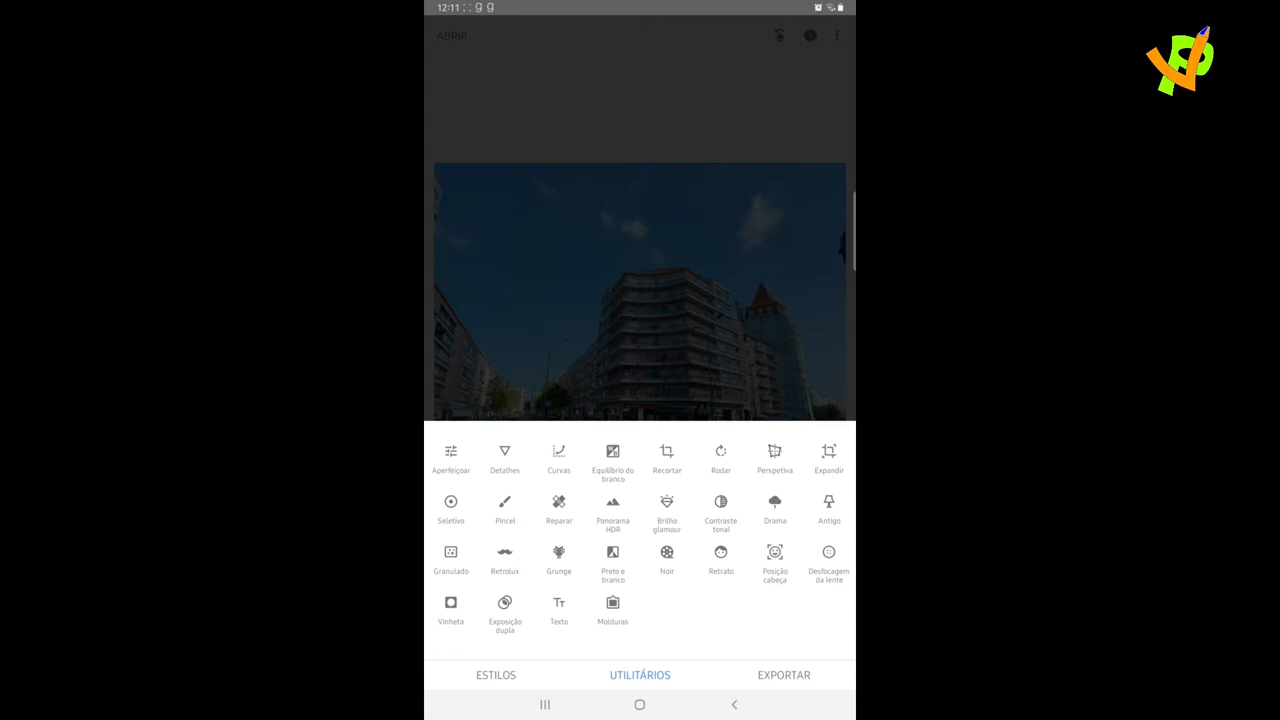 12:11
ABRIR
Aperfeiçoar Detalhes Curvas Equilíbrio do branco Recortar Rodar Perspetiva Expandir
Seletivo Pincel Reparar Panorama HDR Brilho glamour Contraste tonal Drama Antigo
Granulado Retrolux Grunge Preto e branco Noir Retrato Posição cabeça Desfocagem da lente
Vinheta Exposição dupla Texto Molduras
ESTILOS UTILITÁRIOS EXPORTAR